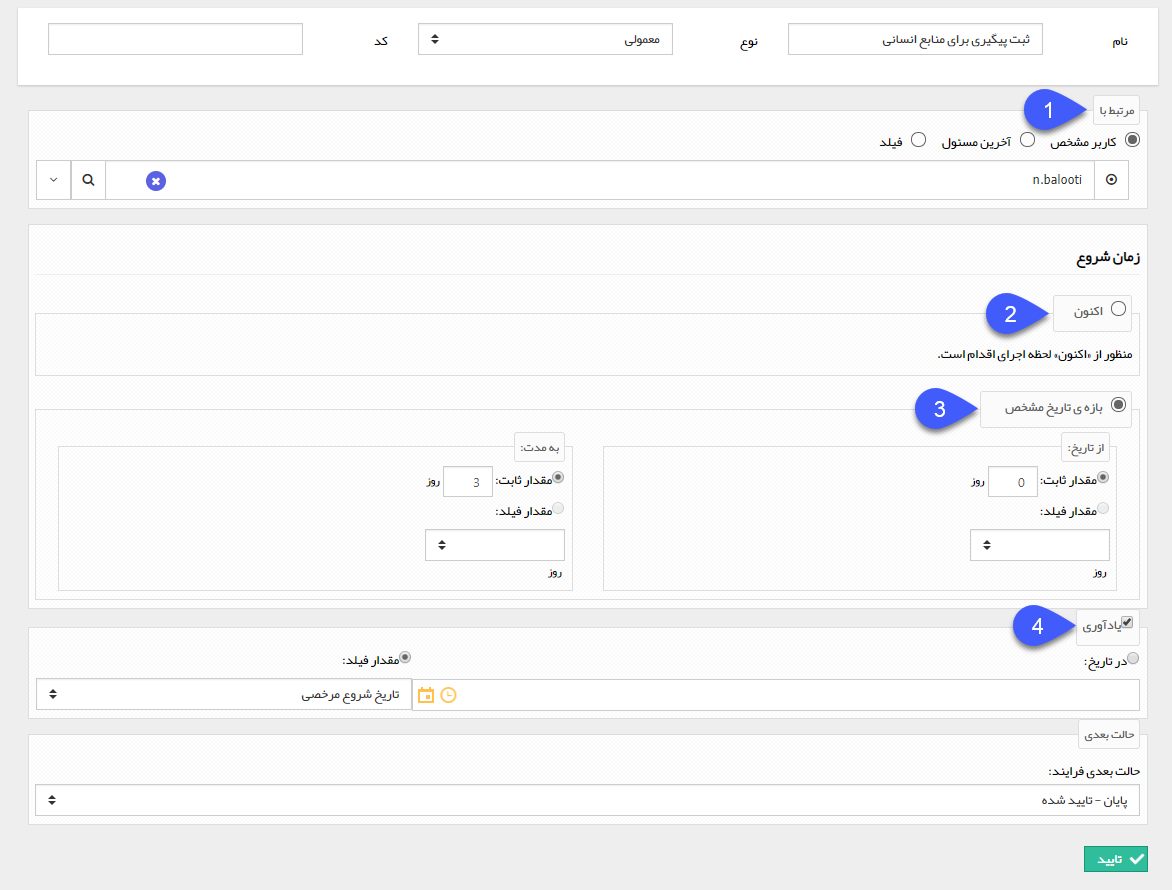 نام
ثبت پیگیری برای منابع انسانی
نوع
معمولی
کد
مرتبط با
1
کاربر مشخص
آخرین مسئول
فیلد
n.balooti
زمان شروع
اکنون
2
منظور از «اکنون» لحظه اجرای اقدام است.
بازه ی تاریخ مشخص
3
از تاریخ:
مقدار ثابت: 0 روز
مقدار فیلد:
روز
به مدت:
مقدار ثابت: 3 روز
مقدار فیلد:
روز
یادآوری
4
در تاریخ:
مقدار فیلد:
تاریخ شروع مرخصی
حالت بعدی
حالت بعدی فرایند:
پایان - تایید شده
تایید